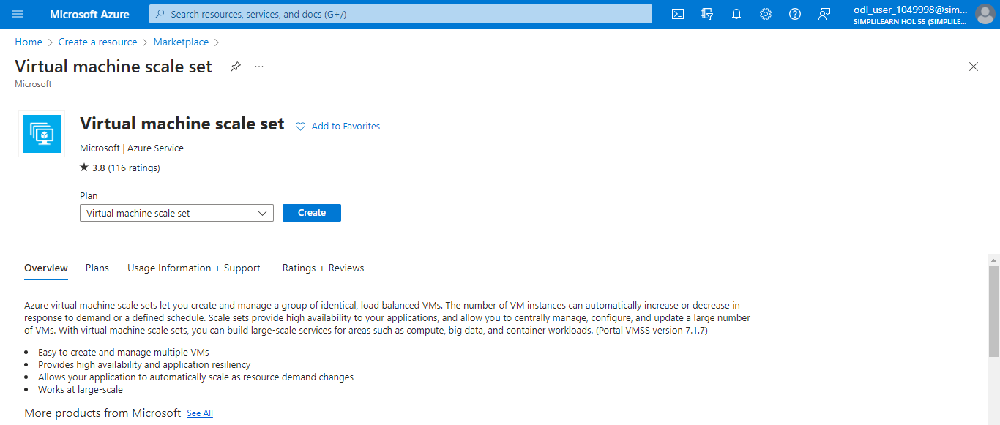 Microsoft Azure
Search resources, services, and docs (G+/)
odl_user_1049998@sim...
SIMPLILEARN HOL 55 (SIMPLILE...
Home > Create a resource > Marketplace >
Virtual machine scale set
...
Microsoft
Virtual machine scale set
Add to Favorites
Microsoft | Azure Service
★ 3.8 (116 ratings)
Plan
Virtual machine scale set
Create
Overview
Plans
Usage Information + Support
Ratings + Reviews
Azure virtual machine scale sets let you create and manage a group of identical, load balanced VMs. The number of VM instances can automatically increase or decrease in
response to demand or a defined schedule. Scale sets provide high availability to your applications, and allow you to centrally manage, configure, and update a large number
of VMs. With virtual machine scale sets, you can build large-scale services for areas such as compute, big data, and container workloads. (Portal VMSS version 7.1.7)
• Easy to create and manage multiple VMs
• Provides high availability and application resiliency
• Allows your application to automatically scale as resource demand changes
• Works at large-scale
More products from Microsoft See All